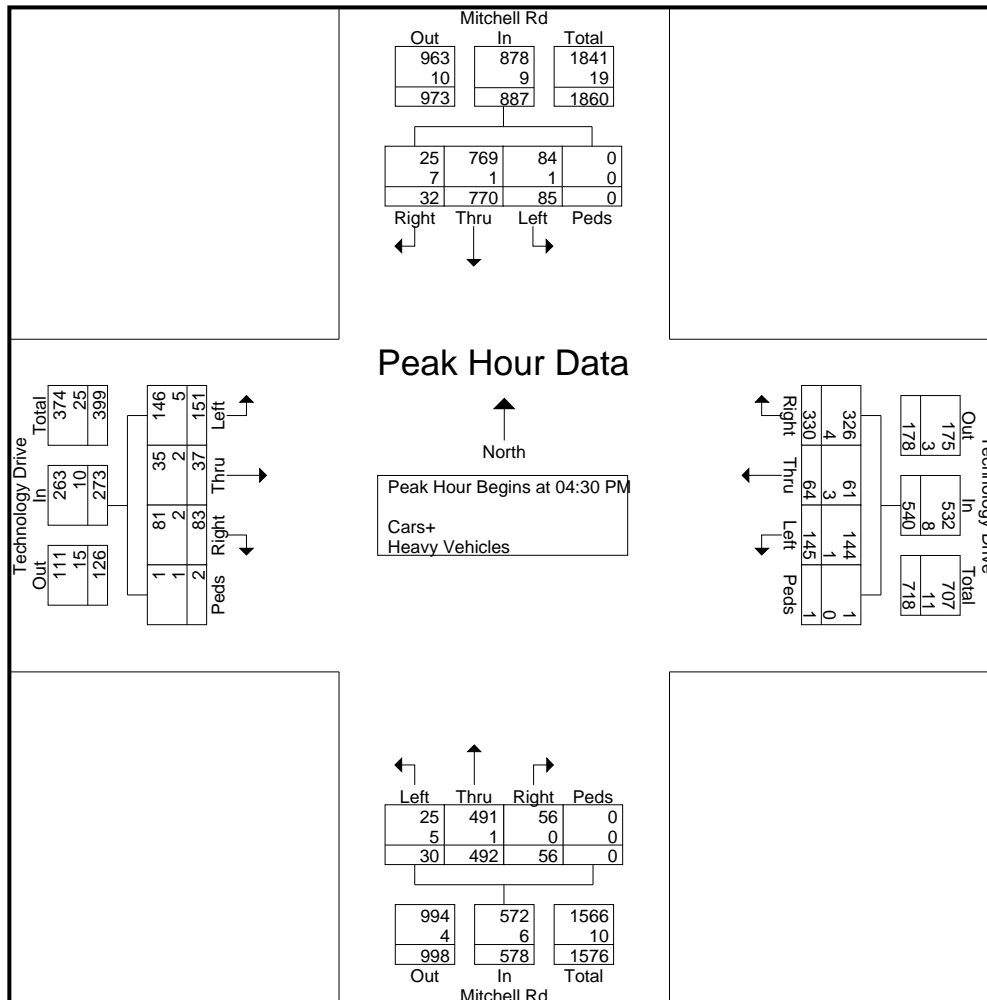 Mitchell Rd
Out In Total
963 878 1841
10 9 19
973 887 1860
25 769 84 0
7 1 1 0
32 770 85 0
Right Thru Left Peds
Peak Hour Data
North
Peak Hour Begins at 04:30 PM
Cars+
Heavy Vehicles
Technology Drive
Out In Total
111 263 374
15 10 25
126 273 399
Peds Right Thru Left
1 81 35 146
1 2 2 5
2 83 37 151
Technology Drive
Out In Total
175 532 707
3 8 11
178 540 718
326 61 144 1
4 3 1 0
330 64 145 1
Right Thru Left Peds
Left Thru Right Peds
25 491 56 0
5 1 0 0
30 492 56 0
994 572 1566
4 6 10
998 578 1576
Out In Total
Mitchell Rd